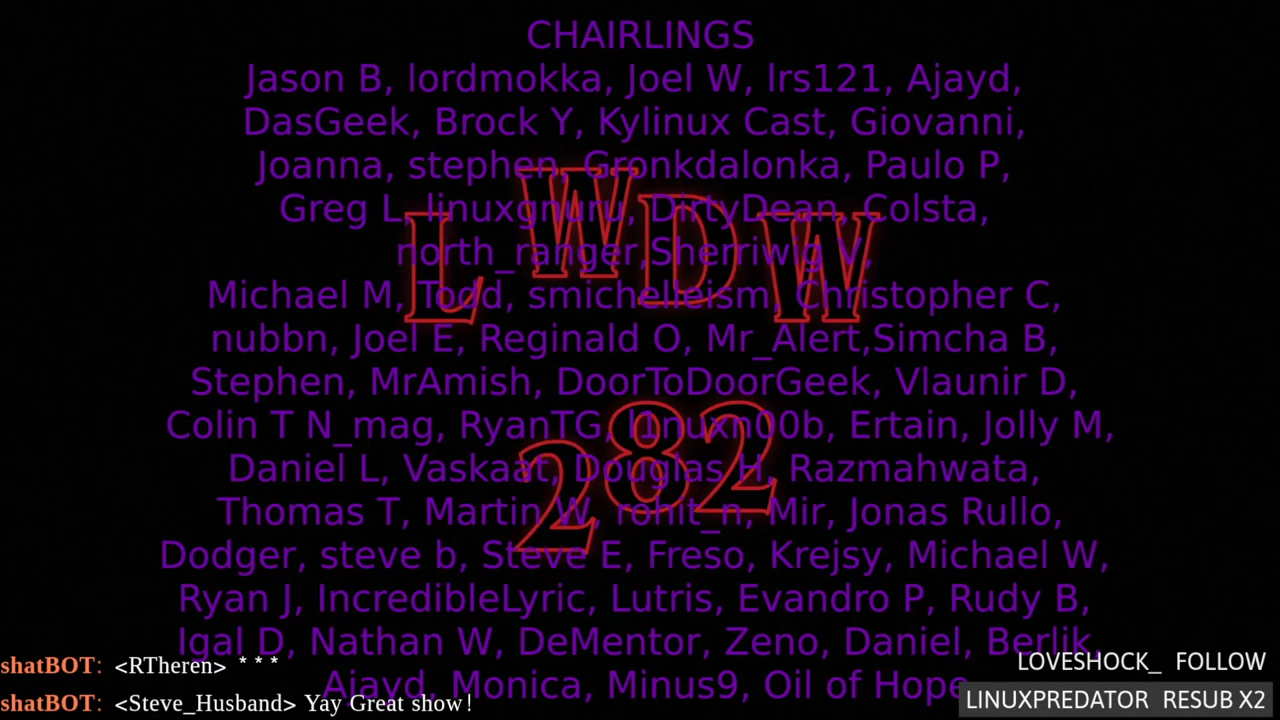 CHAIRLINGS
Jason B, lordmokka, Joel W, lrs121, Ajayd,
DasGeek, Brock Y, Kylinux Cast, Giovanni,
Joanna, stephen, Gronkdalonka, Paulo P,
Greg L, linuxgnuru, DirtyDean, Colsta,
north_ranger,Sherriwig V,
Michael M, Todd, smichelleism, Christopher C,
nubbn, Joel E, Reginald O, Mr_Alert,Simcha B,
Stephen, MrAmish, DoorToDoorGeek, Vlaunir D,
Colin T N_mag, RyanTG, l1nuxn00b, Ertain, Jolly M,
Daniel L, Vaskaat, Douglas H, Razmahwata,
Thomas T, Martin W, rohit_n, Mir, Jonas Rullo,
Dodger, steve b, Steve E, Freso, Krejsy, Michael W,
Ryan J, IncredibleLyric, Lutris, Evandro P, Rudy B,
Igal D, Nathan W, DeMentor, Zeno, Daniel, Berlik,
Ajayd, Monica, Minus9, Oil of Hope
LWDW
282
shatBOT: <RTheren> * * *
shatBOT: <Steve_Husband> Yay Great show!
LOVESHOCK_ FOLLOW
LINUXPREDATOR RESUB X2